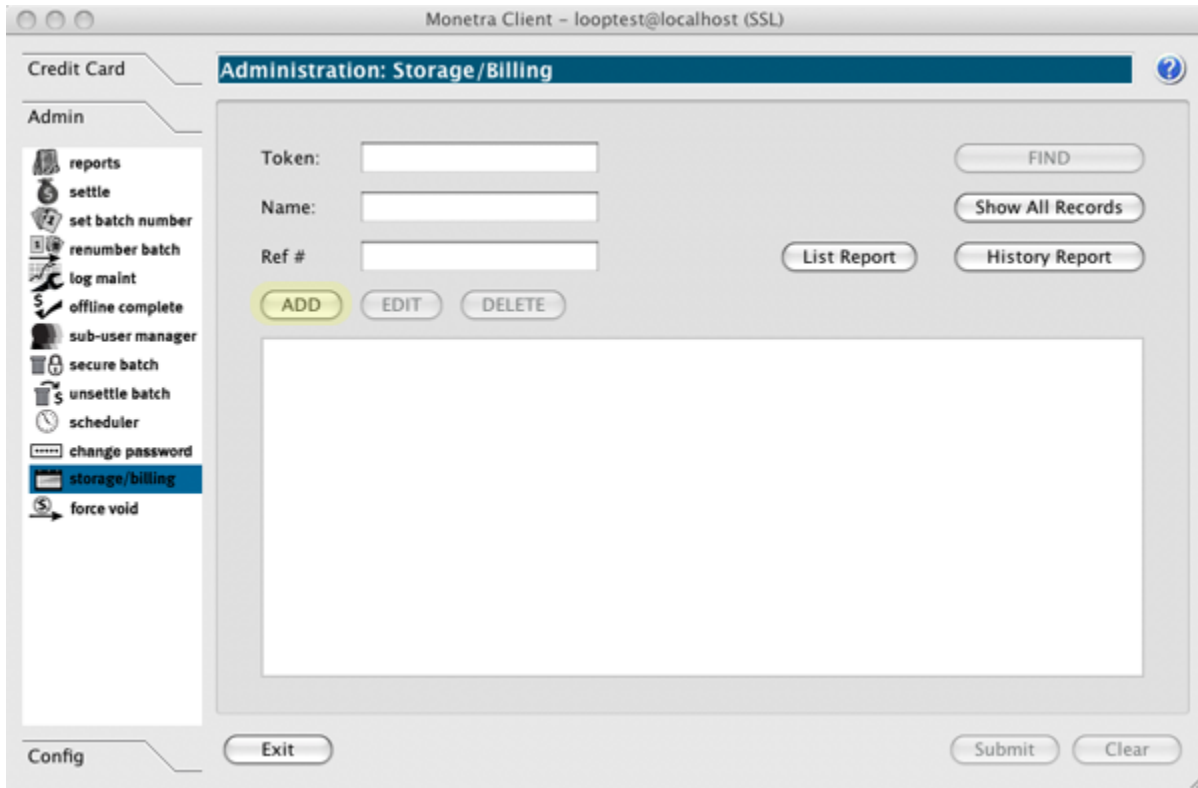 Monetra Client – looptest@localhost (SSL)
Credit Card
Administration: Storage/Billing
?
Admin
reports
settle
set batch number
renumber batch
log maint
offline complete
sub-user manager
secure batch
unsettle batch
scheduler
change password
storage/billing
force void
Token:
FIND
Name:
Show All Records
Ref #
List Report
History Report
ADD
EDIT
DELETE
Config
Exit
Submit
Clear